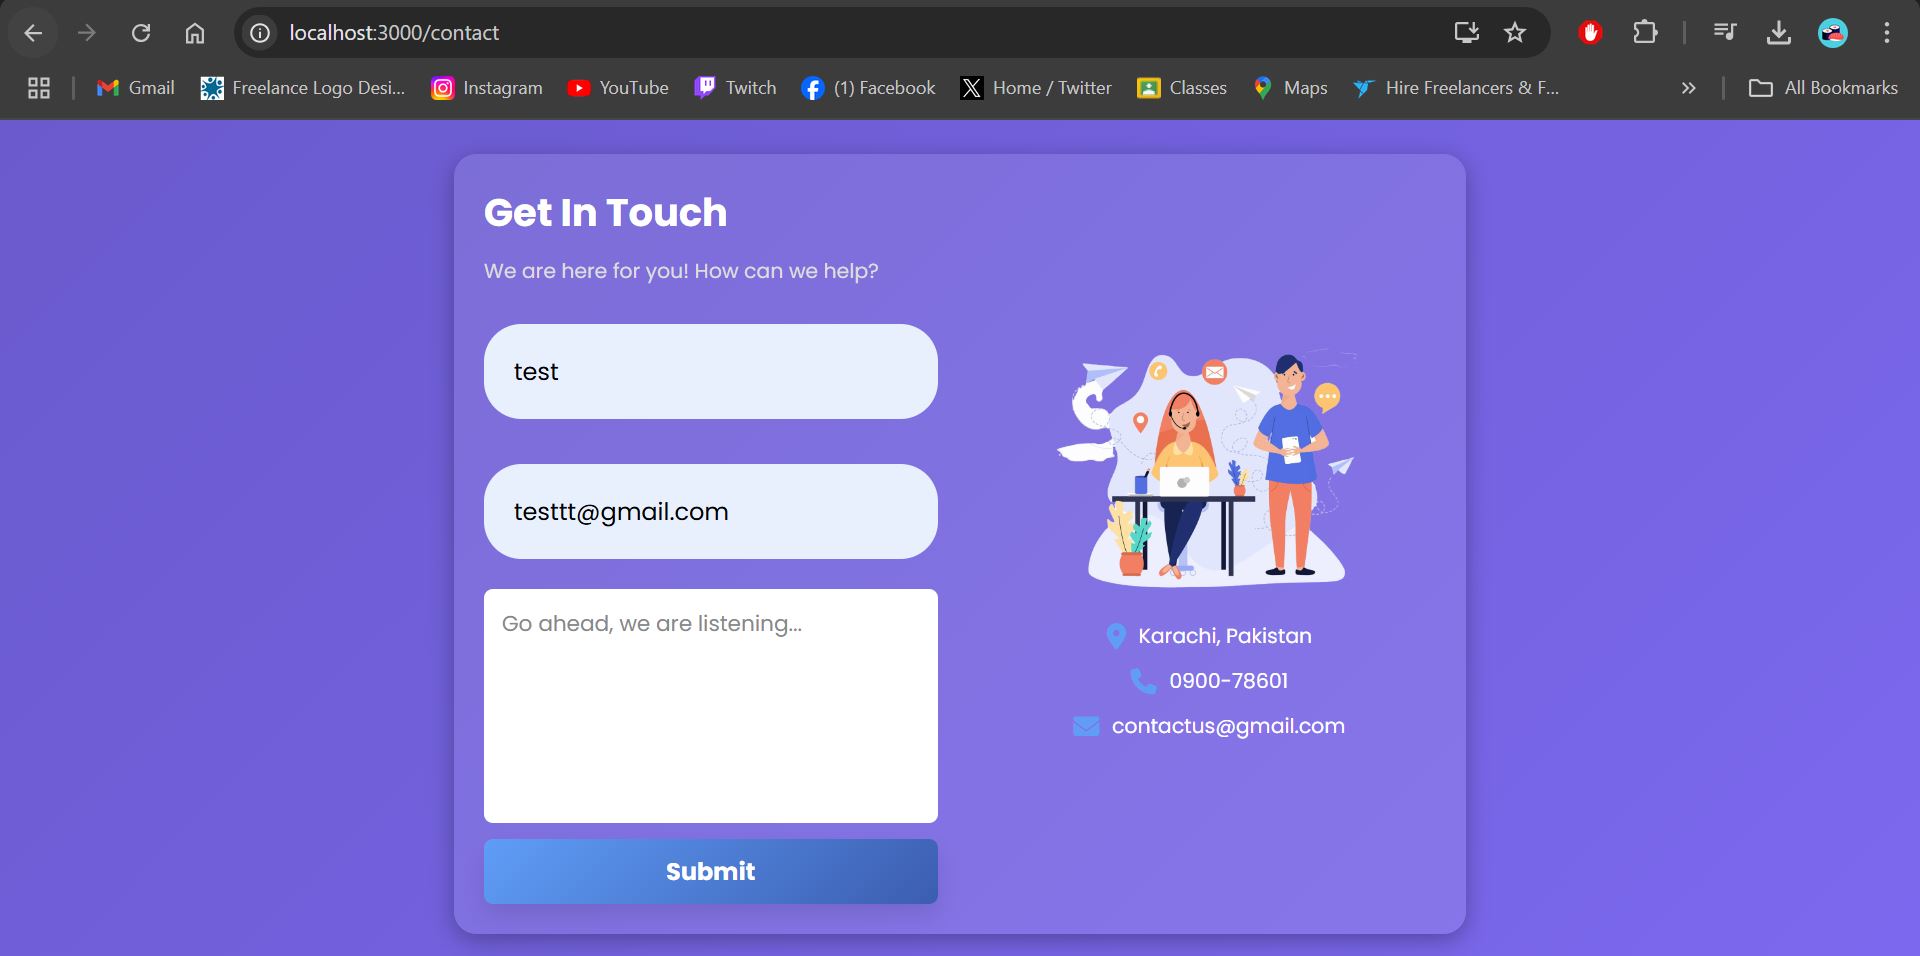 localhost:3000/contact
Gmail
Freelance Logo Desi...
Instagram
YouTube
Twitch
(1) Facebook
Home / Twitter
Classes
Maps
Hire Freelancers & F...
All Bookmarks
Get In Touch
We are here for you! How can we help?
test
testtt@gmail.com
Go ahead, we are listening...
Submit
Karachi, Pakistan
0900-78601
contactus@gmail.com